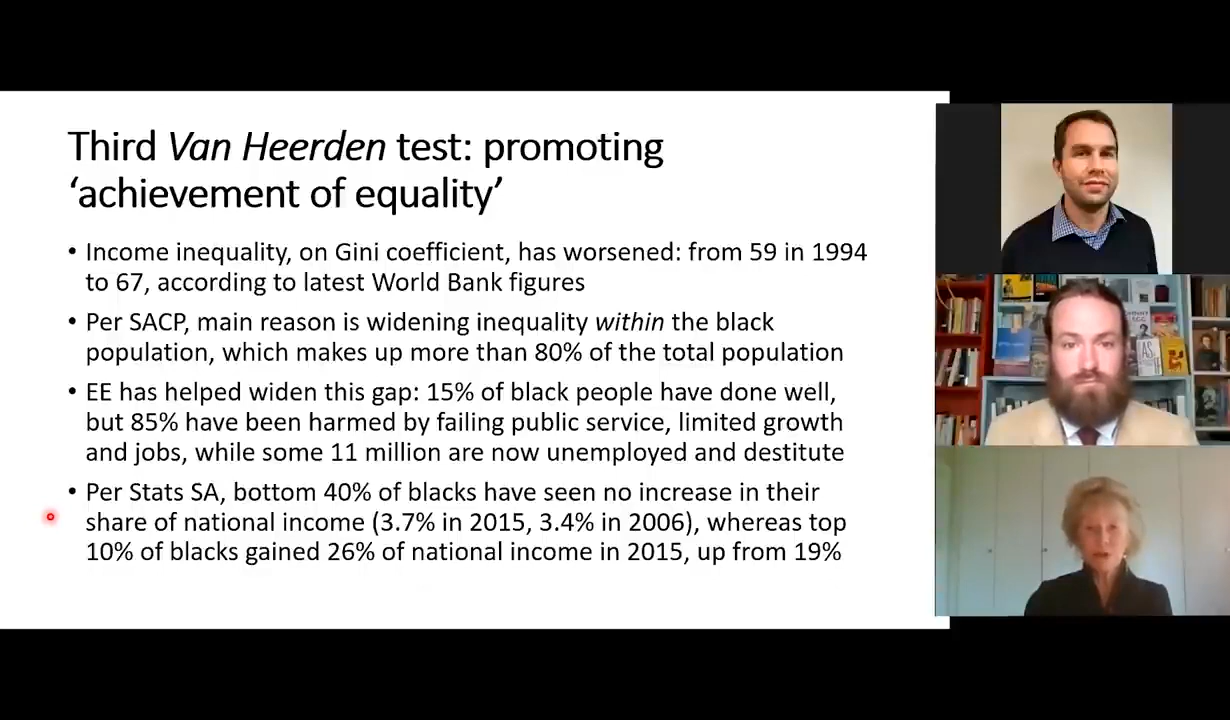 Third Van Heerden test: promoting
‘achievement of equality’
• Income inequality, on Gini coefficient, has worsened: from 59 in 1994
to 67, according to latest World Bank figures
• Per SACP, main reason is widening inequality within the black
population, which makes up more than 80% of the total population
• EE has helped widen this gap: 15% of black people have done well,
but 85% have been harmed by failing public service, limited growth
and jobs, while some 11 million are now unemployed and destitute
• Per Stats SA, bottom 40% of blacks have seen no increase in their
share of national income (3.7% in 2015, 3.4% in 2006), whereas top
10% of blacks gained 26% of national income in 2015, up from 19%